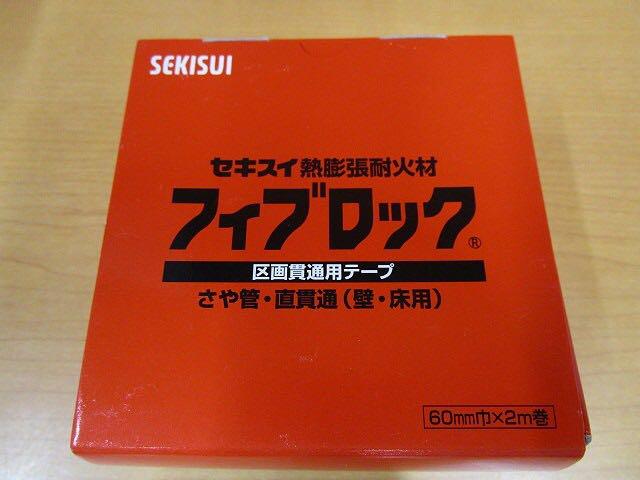 SEKISUI
セキスイ熱膨張耐火材
フィブロック®
区画貫通用テープ
さや管・直貫通(壁・床用)
60mm巾×2m巻